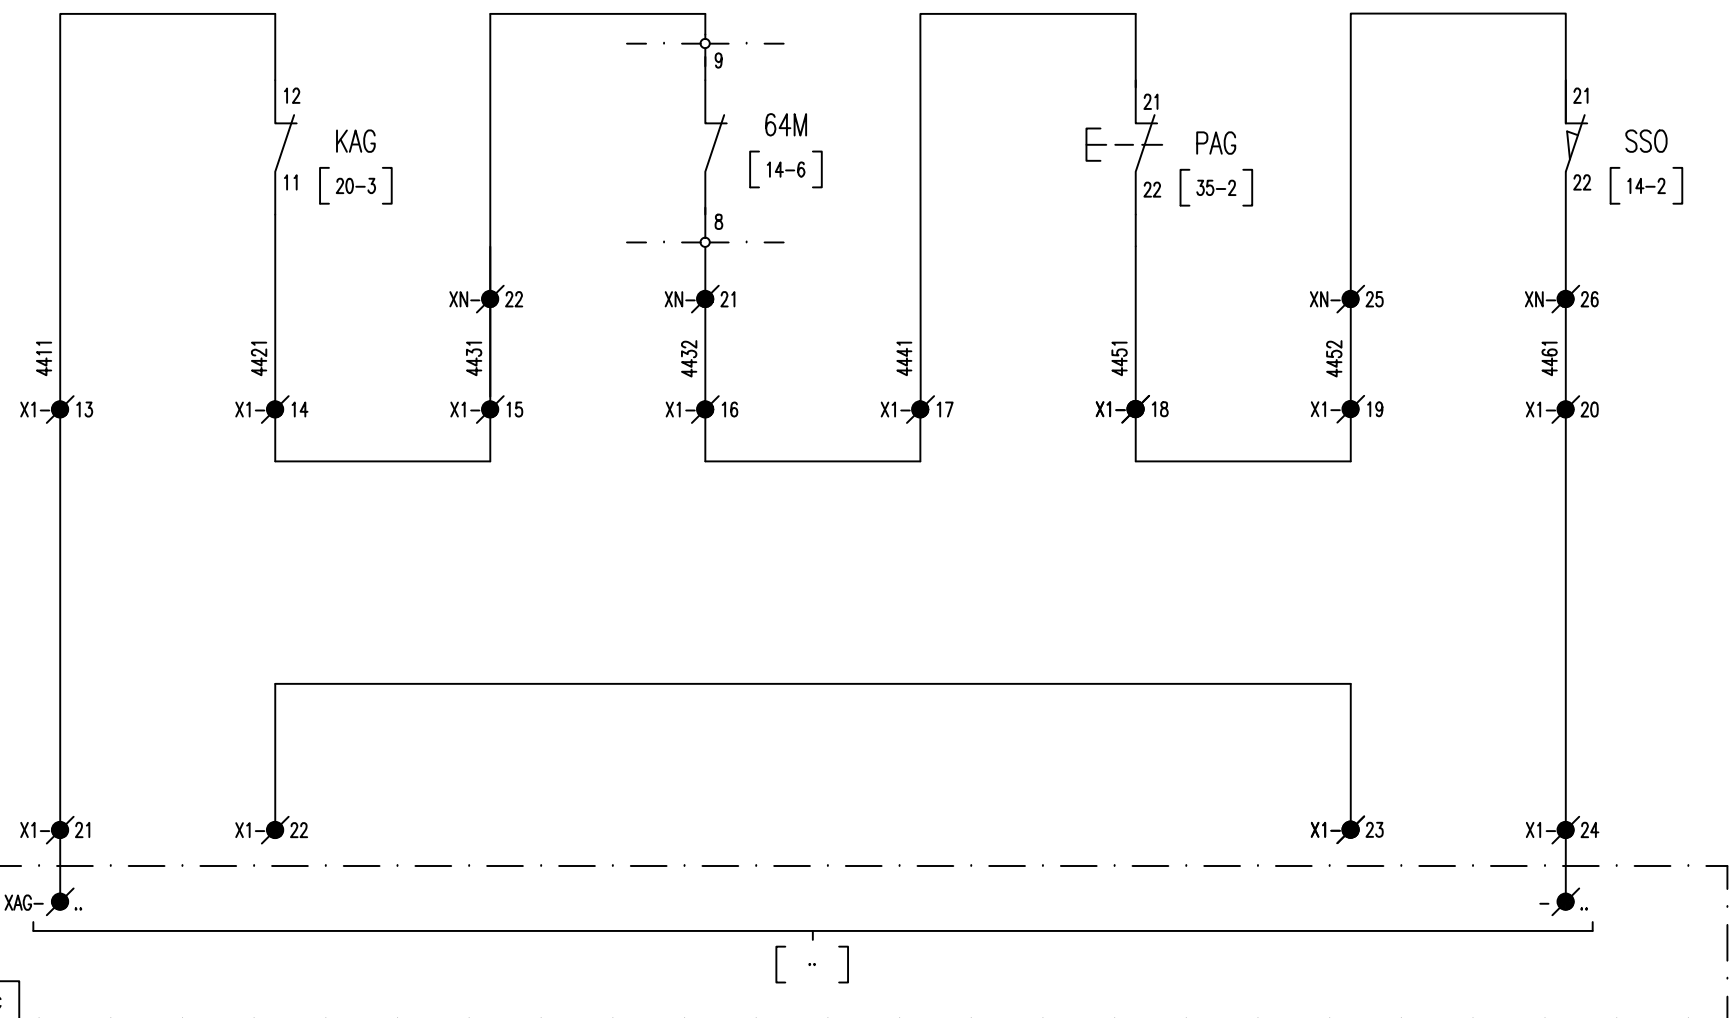 9
12
21
21
KAG
64M
PAG
SSO
11
[20-3]
[14-6]
22
[35-2]
22
[14-2]
8
XN- 22
XN- 21
XN- 25
XN- 26
4411
4421
4431
4432
4441
4451
4452
4461
X1- 13
X1- 14
X1- 15
X1- 16
X1- 17
X1- 18
X1- 19
X1- 20
X1- 21
X1- 22
X1- 23
X1- 24
XAG- ..
- ..
[ .. ]